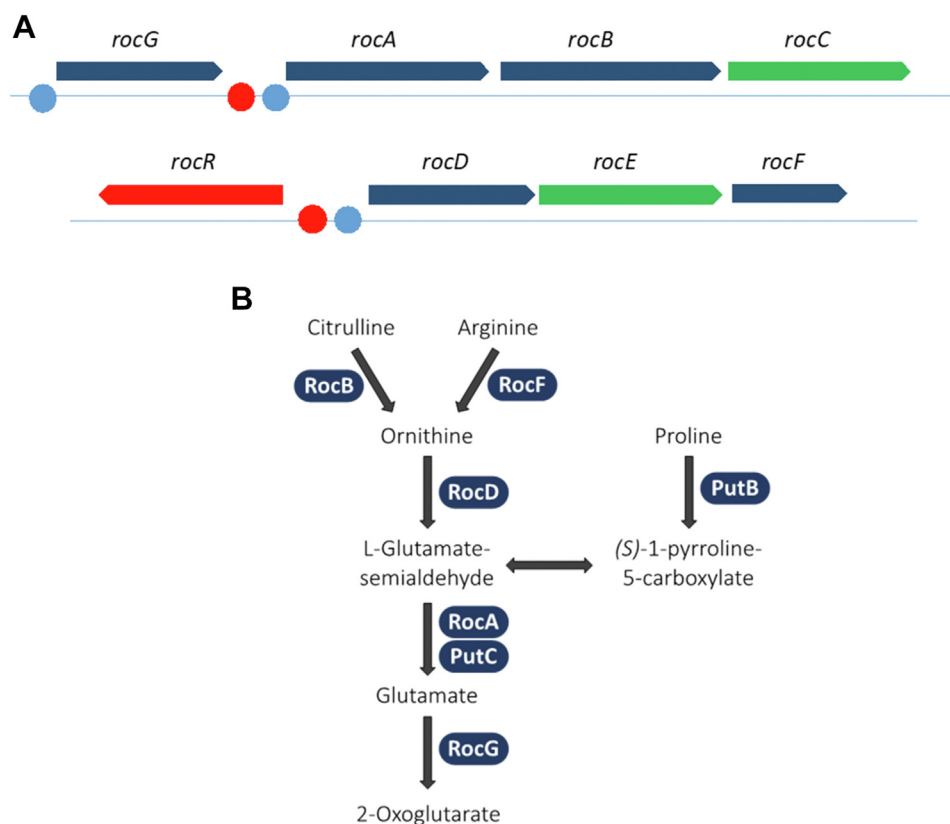 A
rocG rocA rocB rocC
rocR rocD rocE rocF
B
Citrulline Arginine
RocB RocF
Ornithine Proline
RocD PutB
L-Glutamate-
semialdehyde
(S)-1-pyrroline-
5-carboxylate
RocA
PutC
Glutamate
RocG
2-Oxoglutarate